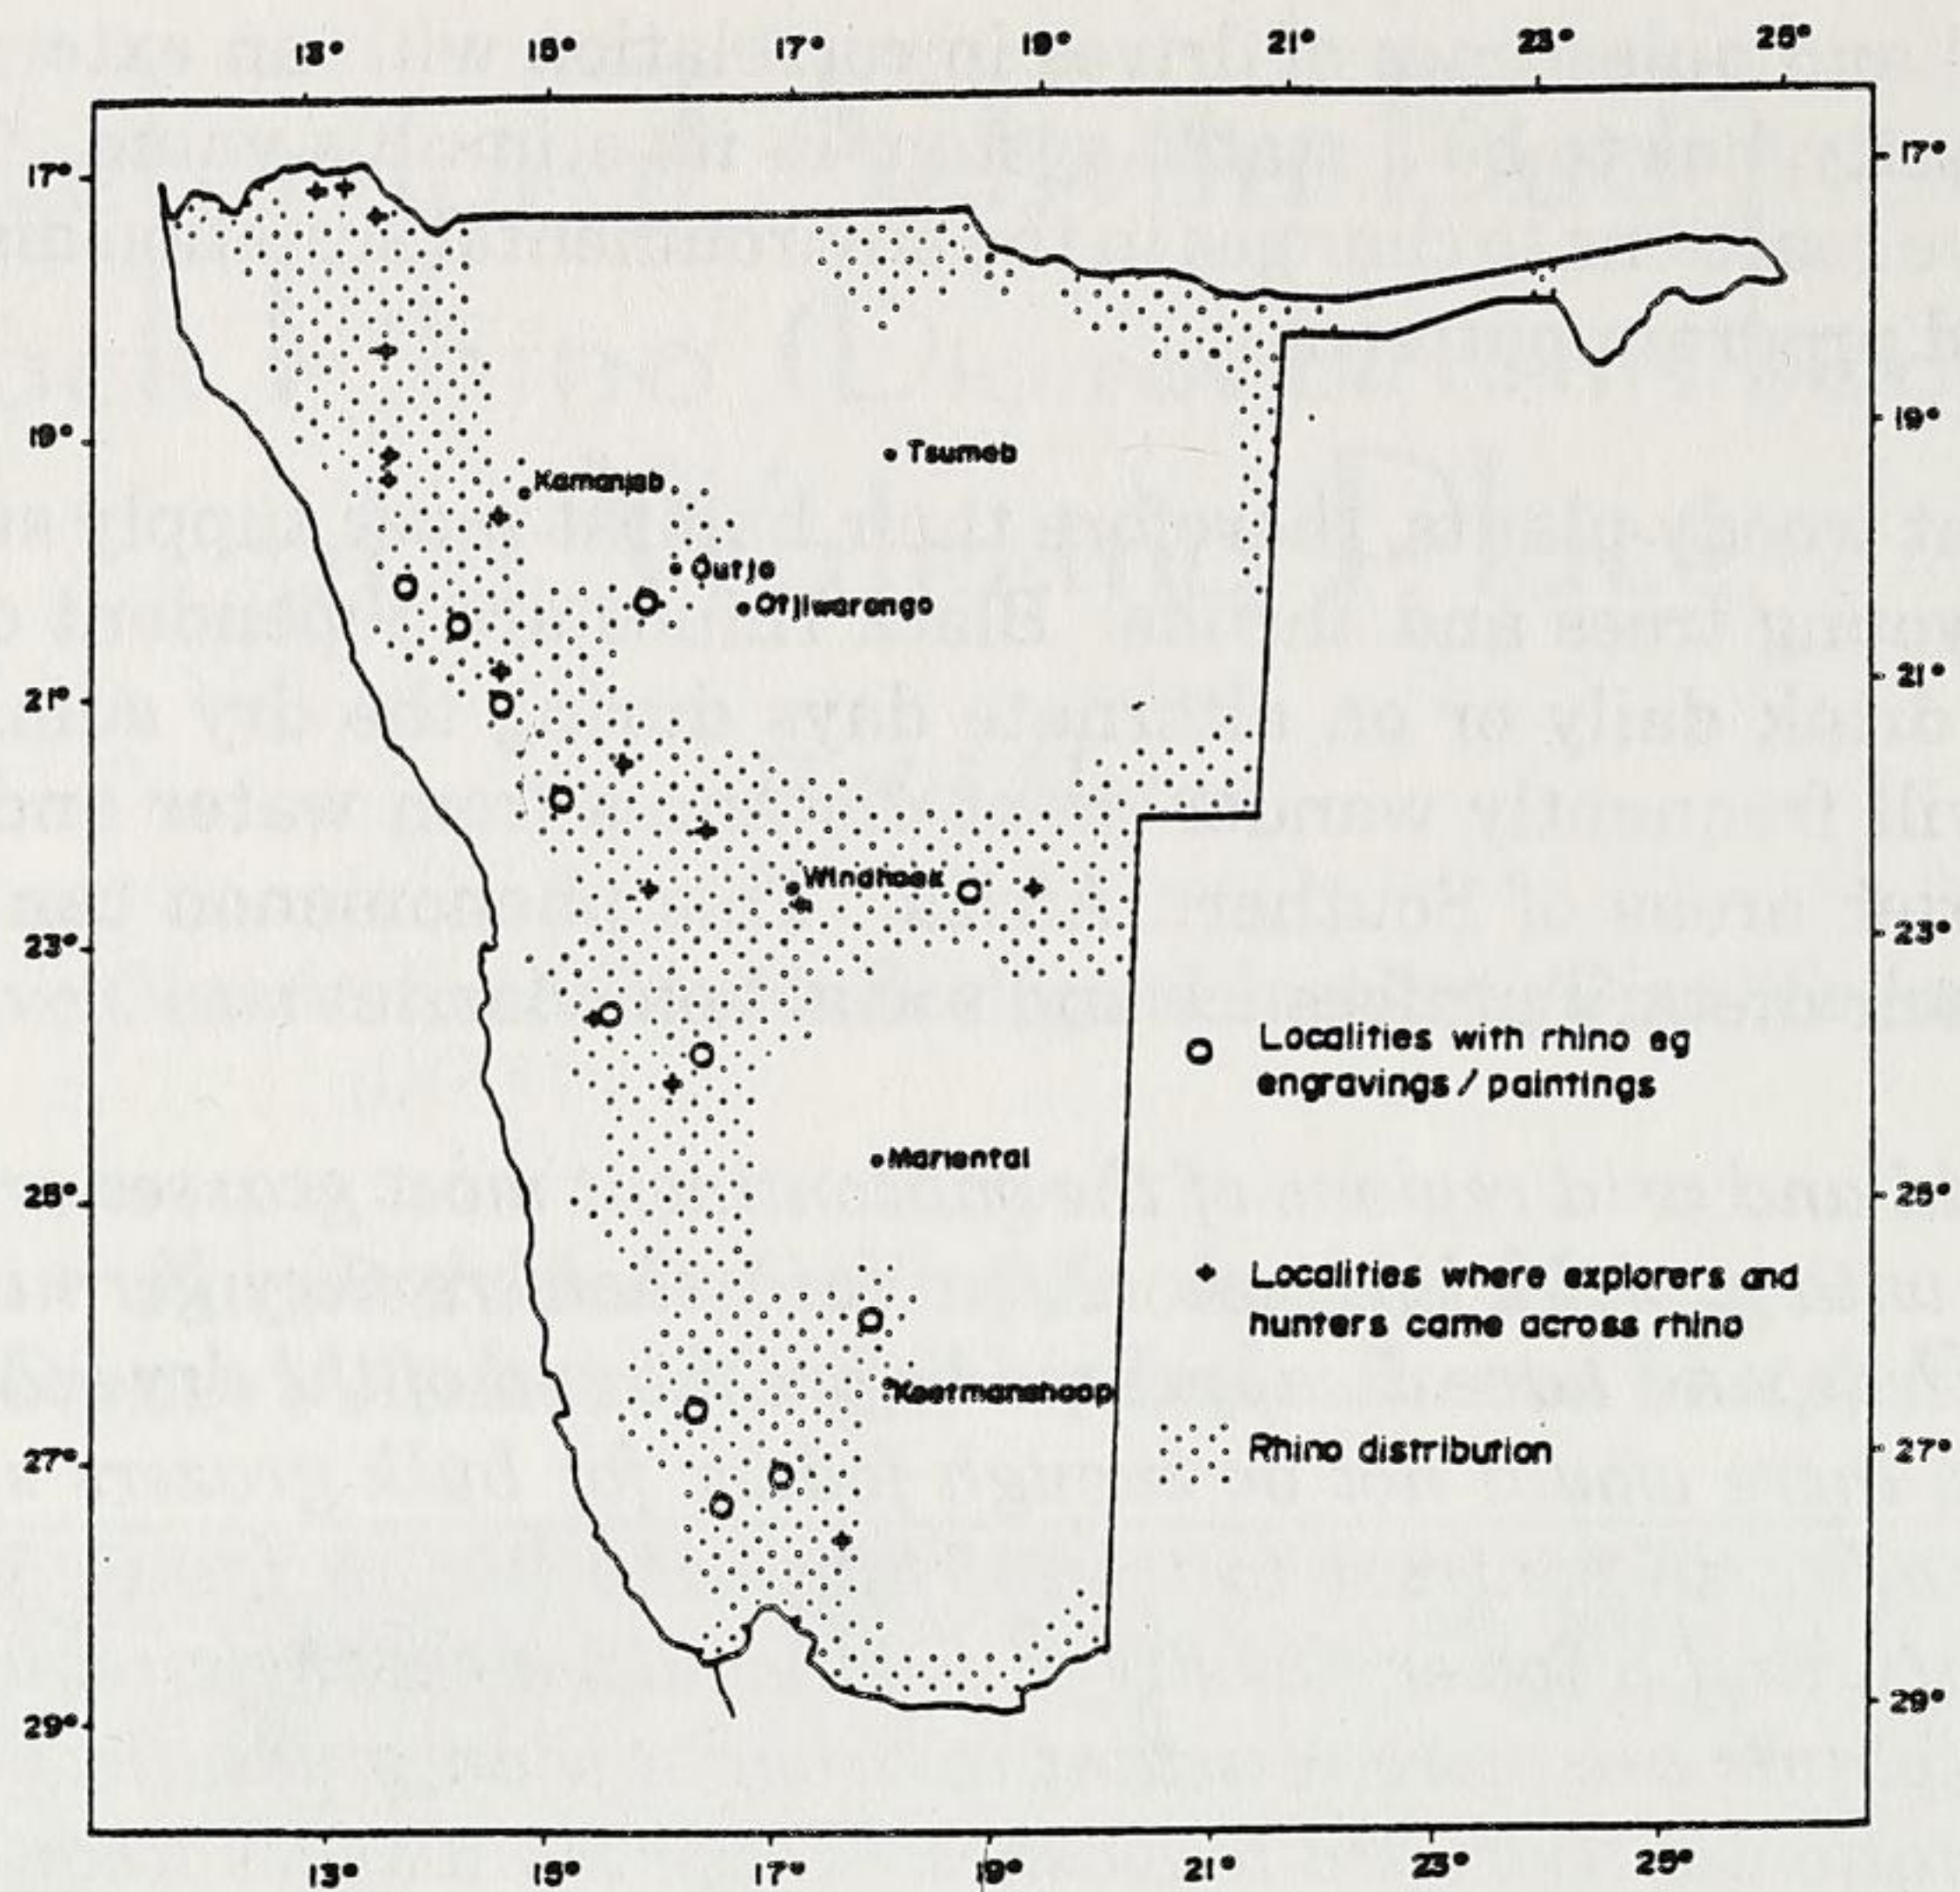 13° 15° 17° 19° 21° 23° 25°
17° 17°
19° 19°
Tsumeb
Kamanjab
Outjo
Otjiwarongo
21° 21°
Windhoek
23° 23°
Localities with rhino eg
engravings / paintings
Mariental
25° 25°
Localities where explorers and
hunters came across rhino
Keetmanshoop
27° 27°
Rhino distribution
29° 29°
13° 15° 17° 19° 21° 23° 25°